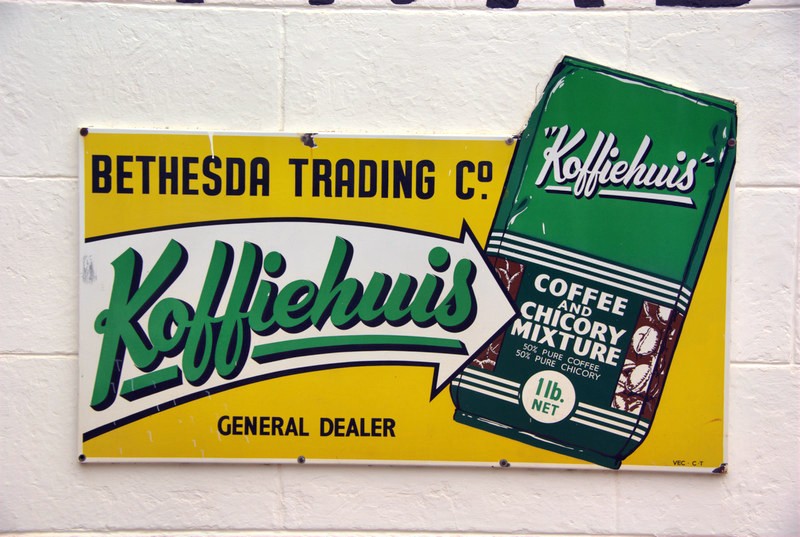 BETHESDA TRADING Cº.
Koffiehuis
GENERAL DEALER
"Koffiehuis"
COFFEE
AND
CHICORY
MIXTURE
50% PURE COFFEE
50% PURE CHICORY
1 lb.
NET
VEC - C·T